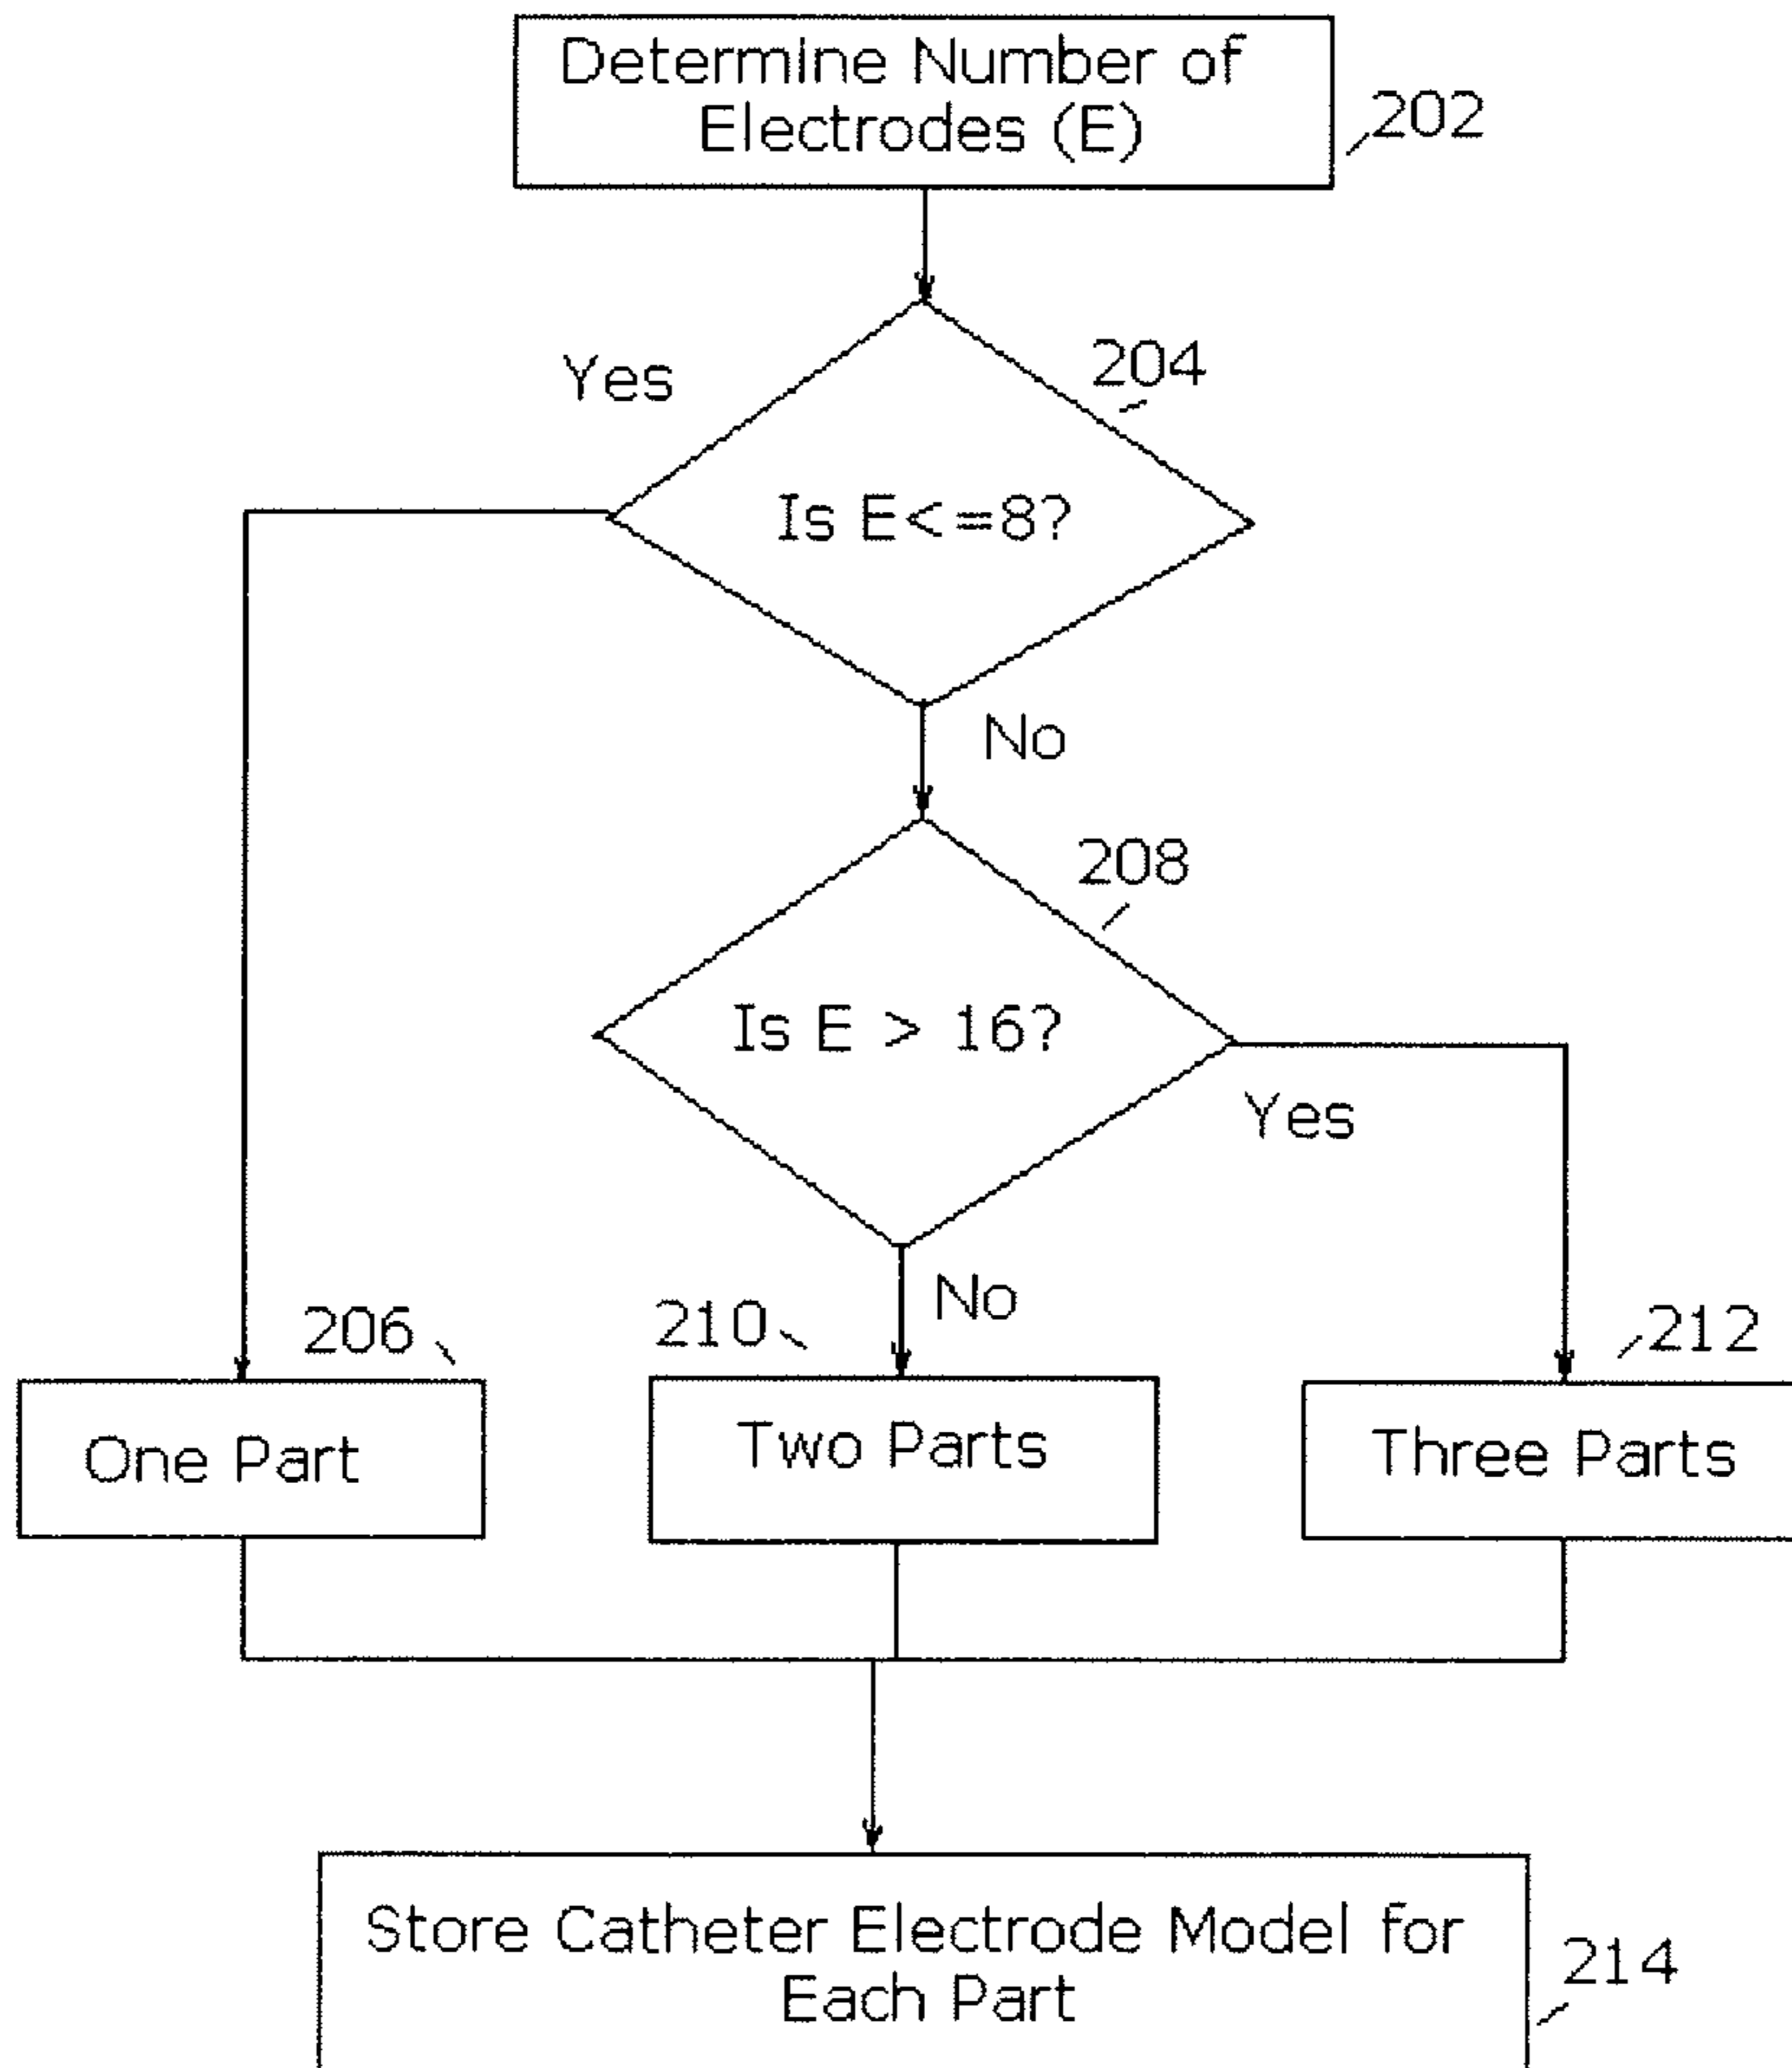 Determine Number of
Electrodes (E)
202
204
Yes
Is E<=8?
No
208
Is E > 16?
Yes
No
206
210
212
One Part
Two Parts
Three Parts
Store Catheter Electrode Model for
Each Part
214